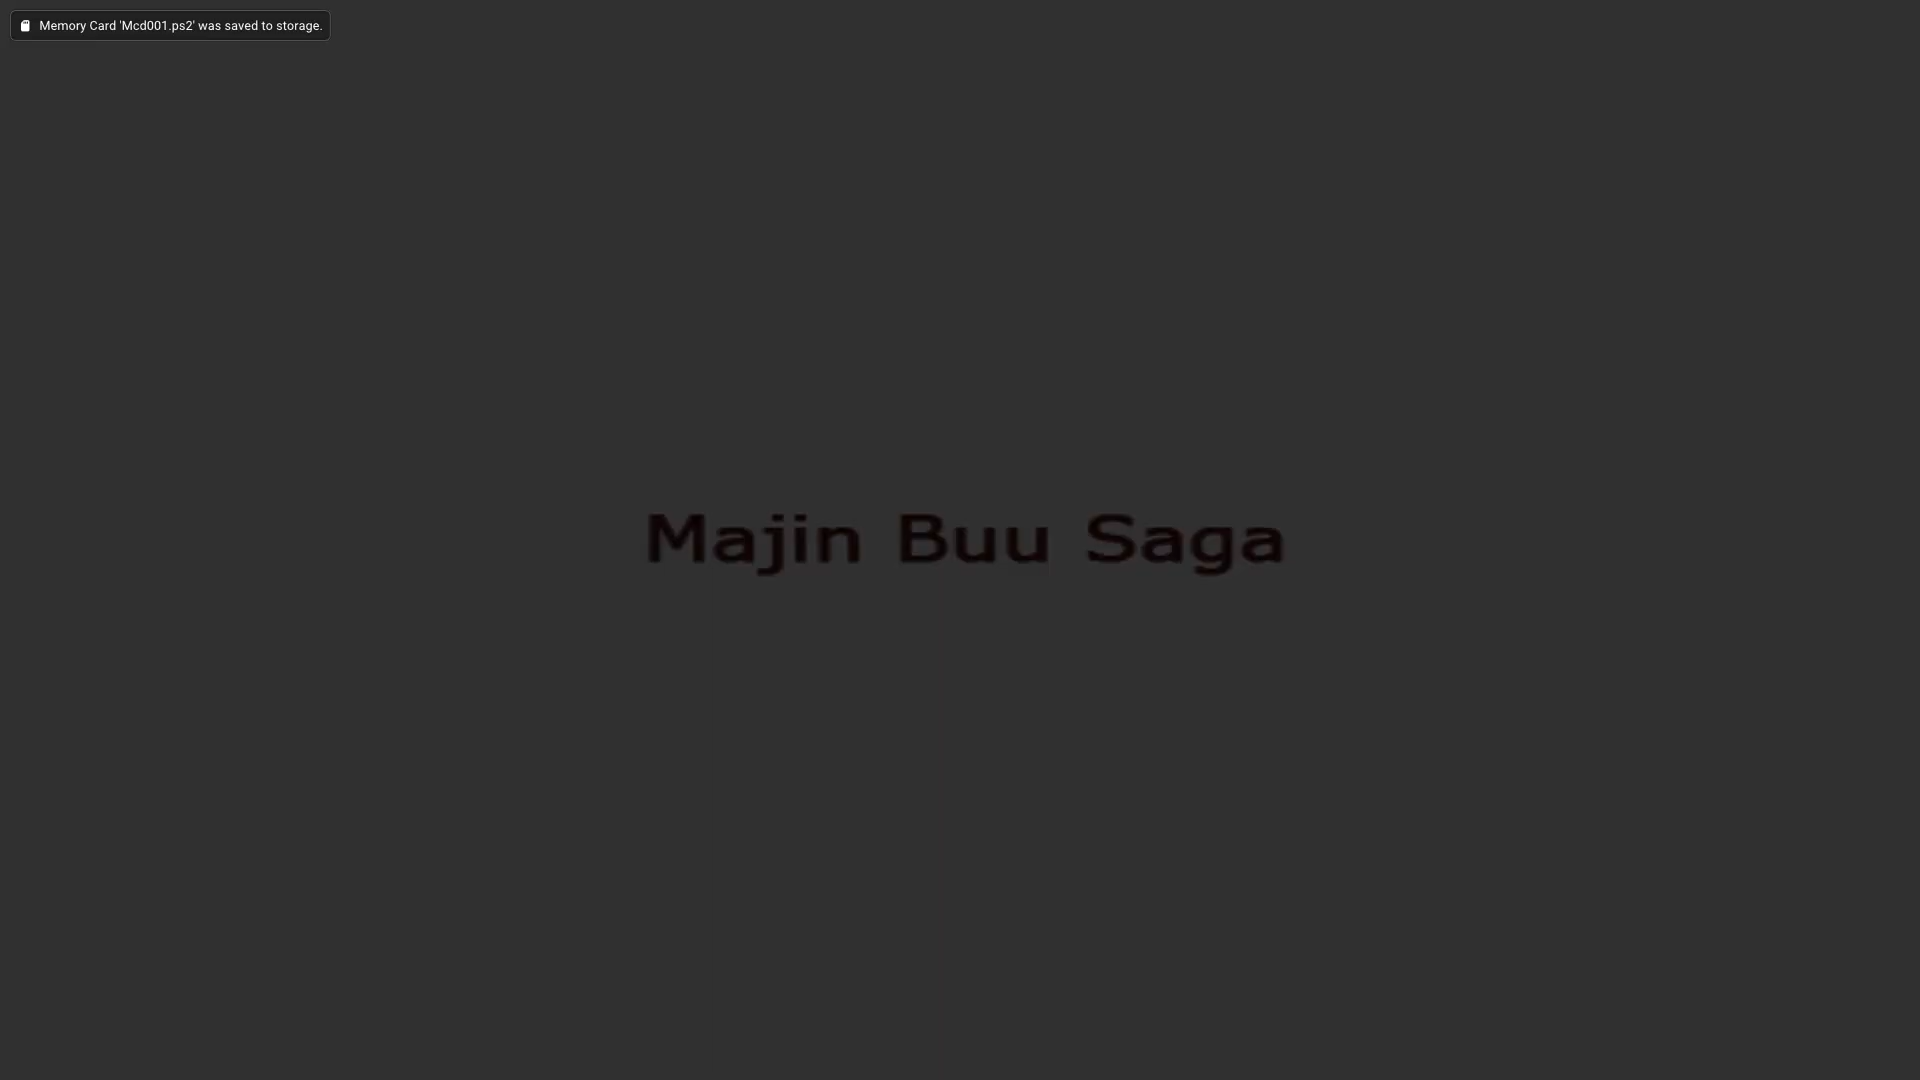 Memory Card 'Mcd001.ps2' was saved to storage.
Majin Buu Saga